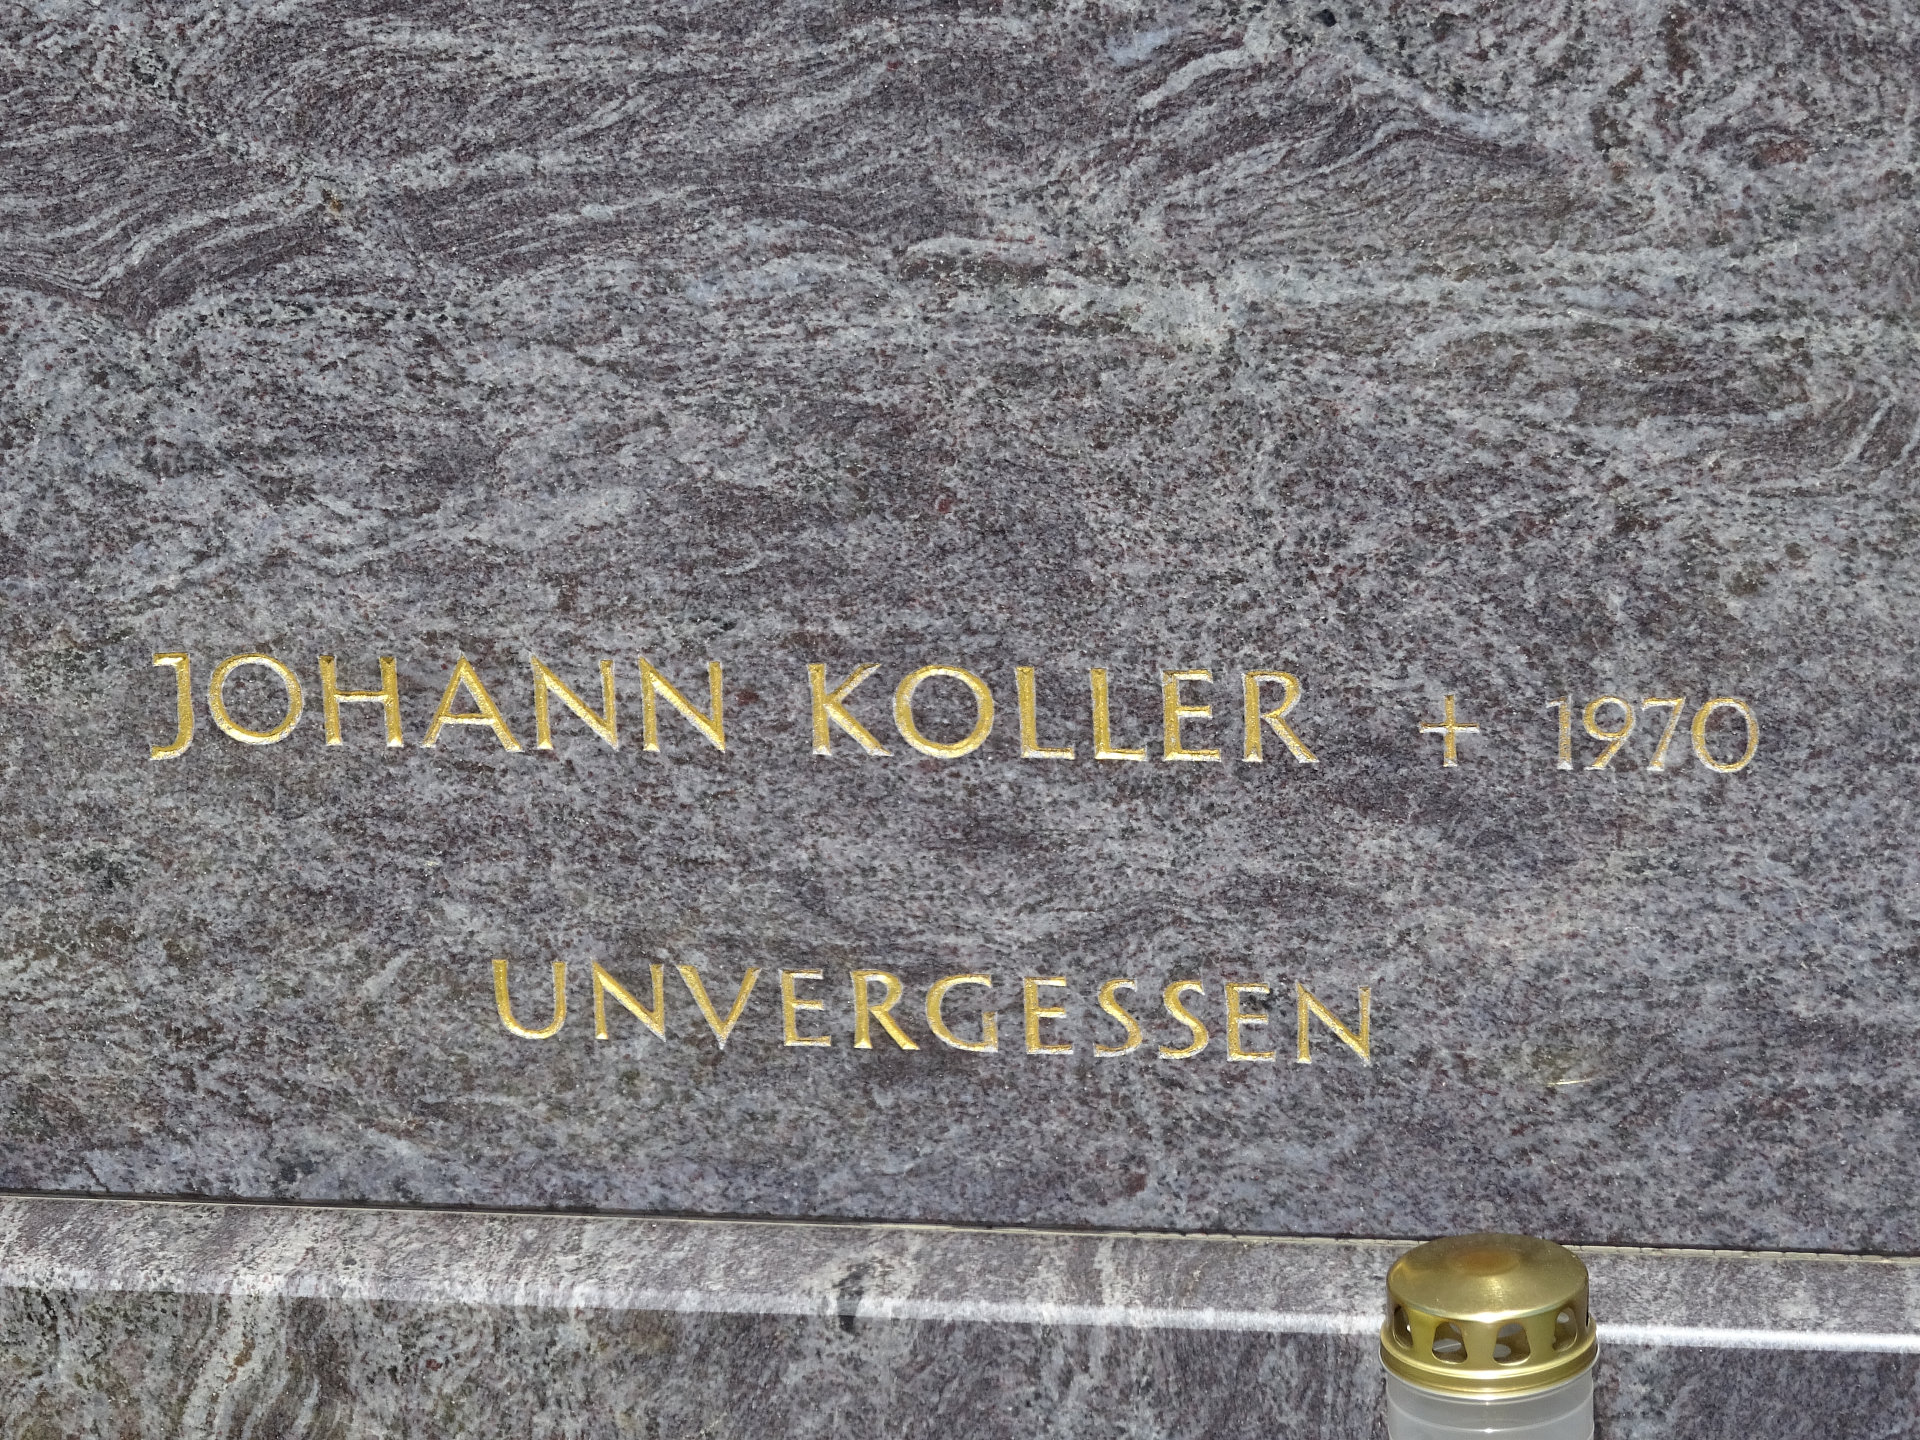 JOHANN KOLLER + 1970
UNVERGESSEN